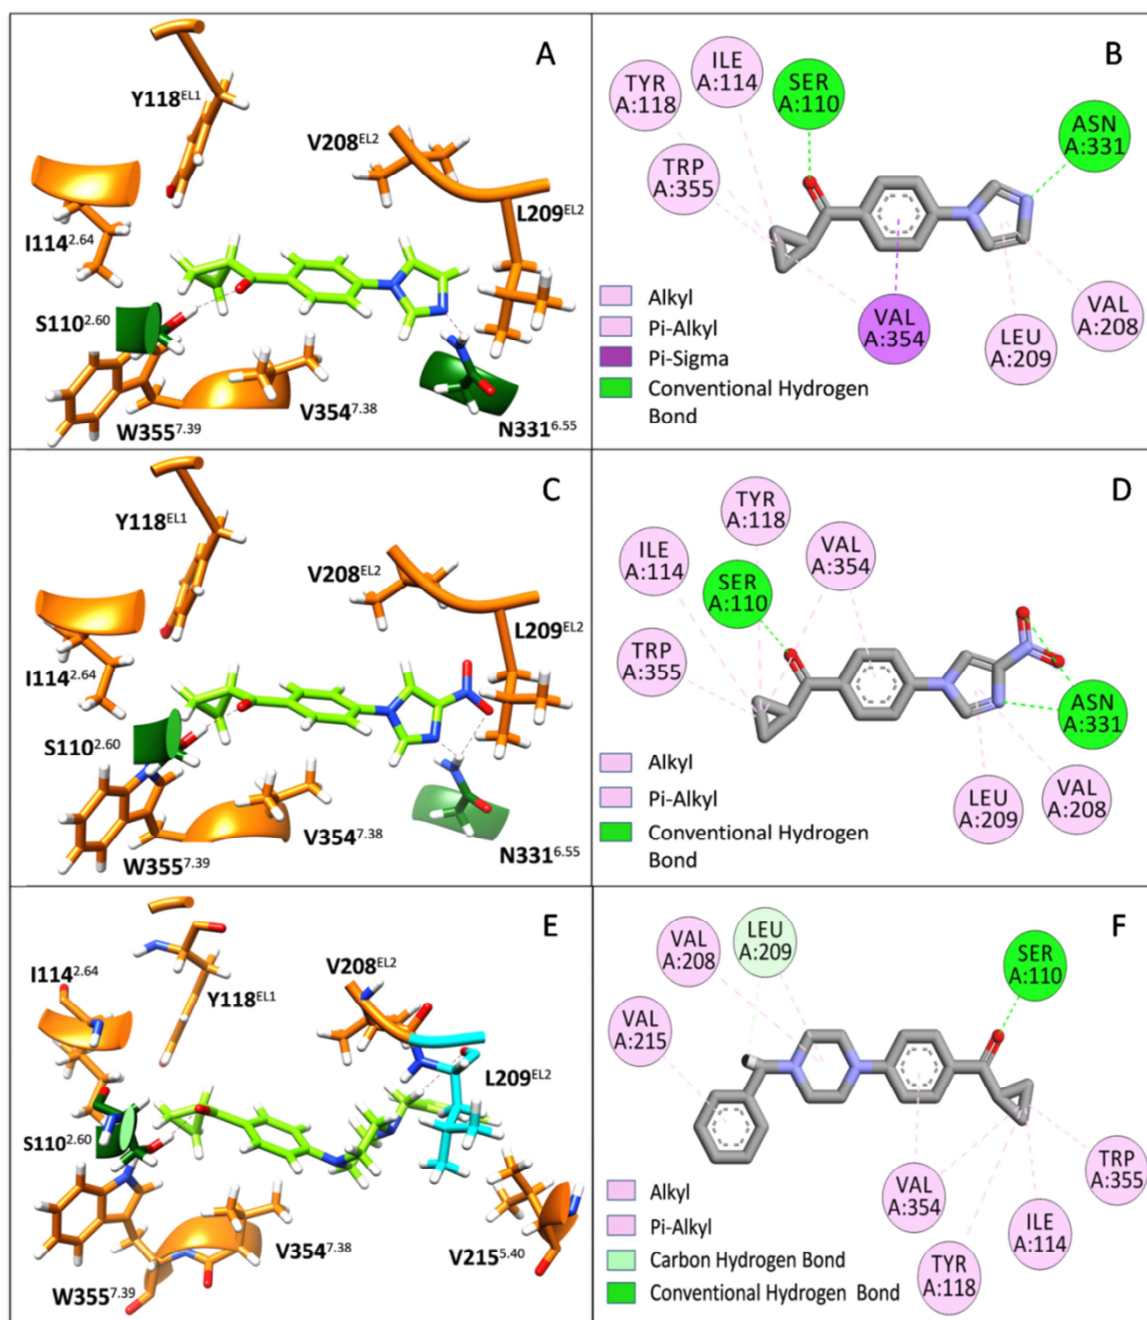 A
Y118EL1
V208EL2
L209EL2
I1142.64
S1102.60
V3547.38
W3557.39
N3316.55
B
ILE
A:114
TYR
A:118
SER
A:110
ASN
A:331
TRP
A:355
VAL
A:354
LEU
A:209
VAL
A:208
Alkyl
Pi-Alkyl
Pi-Sigma
Conventional Hydrogen
Bond
C
Y118EL1
V208EL2
L209EL2
I1142.64
S1102.60
V3547.38
W3557.39
N3316.55
D
TYR
A:118
ILE
A:114
VAL
A:354
SER
A:110
TRP
A:355
ASN
A:331
LEU
A:209
VAL
A:208
Alkyl
Pi-Alkyl
Conventional Hydrogen
Bond
E
I1142.64
V208EL2
Y118EL1
L209EL2
S1102.60
V3547.38
V2155.40
W3557.39
F
LEU
A:209
VAL
A:208
SER
A:110
VAL
A:215
TRP
A:355
VAL
A:354
ILE
A:114
TYR
A:118
Alkyl
Pi-Alkyl
Carbon Hydrogen Bond
Conventional Hydrogen Bond